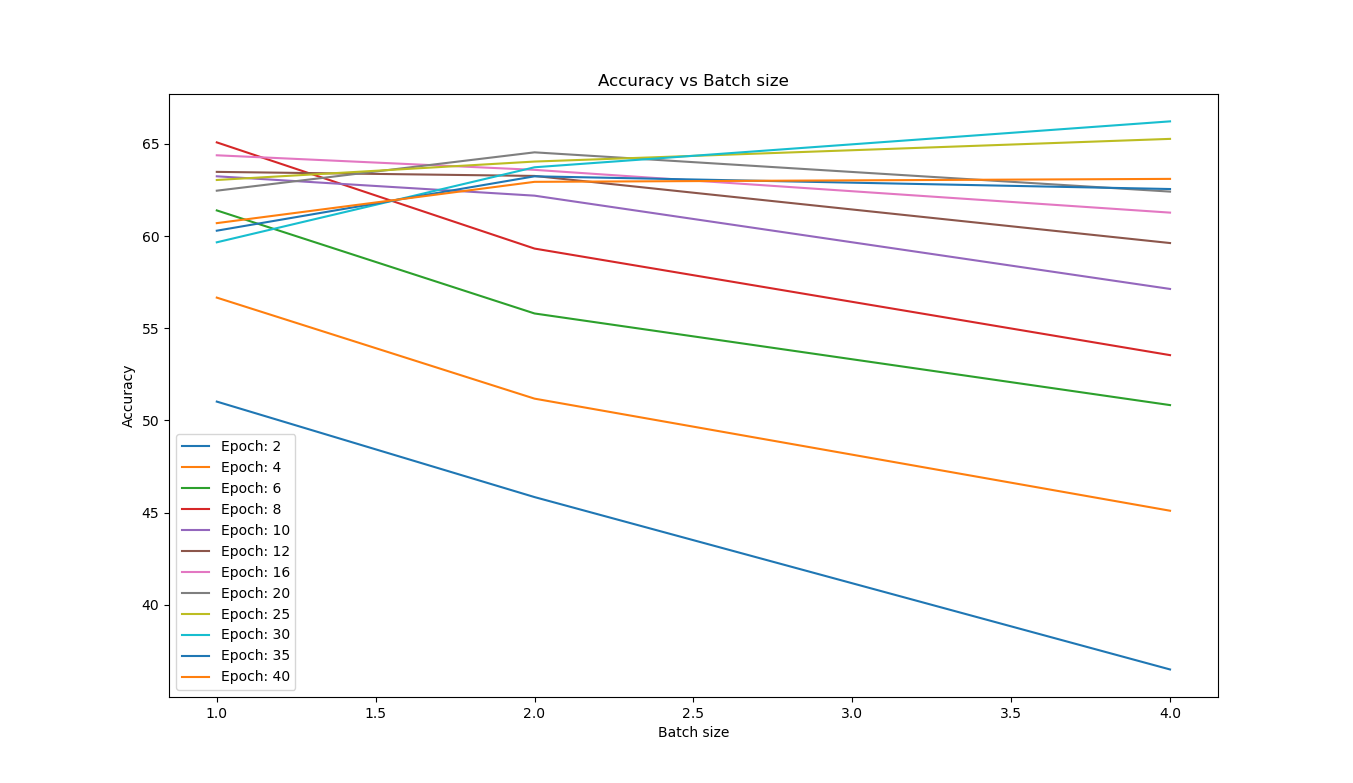 Accuracy vs Batch size
65
60
55
50
45
40
Accuracy
Epoch: 2
Epoch: 4
Epoch: 6
Epoch: 8
Epoch: 10
Epoch: 12
Epoch: 16
Epoch: 20
Epoch: 25
Epoch: 30
Epoch: 35
Epoch: 40
1.0 1.5 2.0 2.5 3.0 3.5 4.0
Batch size